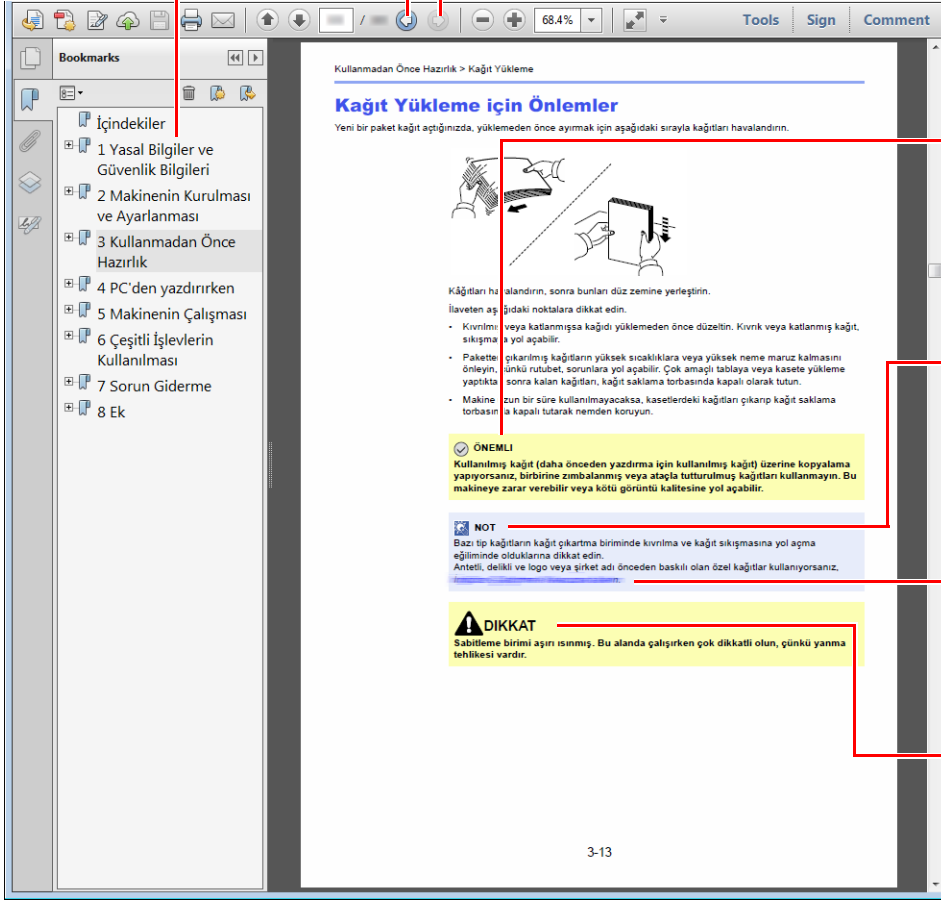 /
68.4%
Tools
Sign
Comment
Bookmarks
İçindekiler
1 Yasal Bilgiler ve
Güvenlik Bilgileri
2 Makinenin Kurulması
ve Ayarlanması
3 Kullanmadan Önce
Hazırlık
4 PC'den yazdırırken
5 Makinenin Çalışması
6 Çeşitli İşlevlerin
Kullanılması
7 Sorun Giderme
8 Ek
Kullanmadan Önce Hazırlık > Kağıt Yükleme
Kağıt Yükleme için Önlemler
Yeni bir paket kağıt açtığınızda, yüklemeden önce ayırmak için aşağıdaki sırayla kağıtları havalandırın.
Kâğıtları havalandırın, sonra bunları düz zemine yerleştirin.
İlaveten aşağıdaki noktalara dikkat edin.
• Kıvrılmış veya katlanmışsa kağıdı yüklemeden önce düzeltin. Kıvrık veya katlanmış kağıt,
sıkışmaya yol açabilir.
• Paketten çıkarılmış kağıtların yüksek sıcaklıklara veya yüksek neme maruz kalmasını
önleyin, çünkü rutubet, sorunlara yol açabilir. Çok amaçlı tablaya veya kasete yükleme
yaptıktan sonra kalan kağıtları, kağıt saklama torbasında kapalı olarak tutun.
• Makine uzun bir süre kullanılmayacaksa, kasetlerdeki kağıtları çıkarıp kağıt saklama
torbasında kapalı tutarak nemden koruyun.
ÖNEMLI
Kullanılmış kağıt (daha önceden yazdırma için kullanılmış kağıt) üzerine kopyalama
yapıyorsanız, birbirine zımbalanmış veya ataçla tutturulmuş kağıtları kullanmayın. Bu
makineye zarar verebilir veya kötü görüntü kalitesine yol açabilir.
NOT
Bazı tip kağıtların kağıt çıkartma biriminde kıvrılma ve kağıt sıkışmasına yol açma
eğiliminde olduklarına dikkat edin.
Antetli, delikli ve logo veya şirket adı önceden baskılı olan özel kağıtlar kullanıyorsanız,
DIKKAT
Sabitleme birimi aşırı ısınmış. Bu alanda çalışırken çok dikkatli olun, çünkü yanma
tehlikesi vardır.
3-13